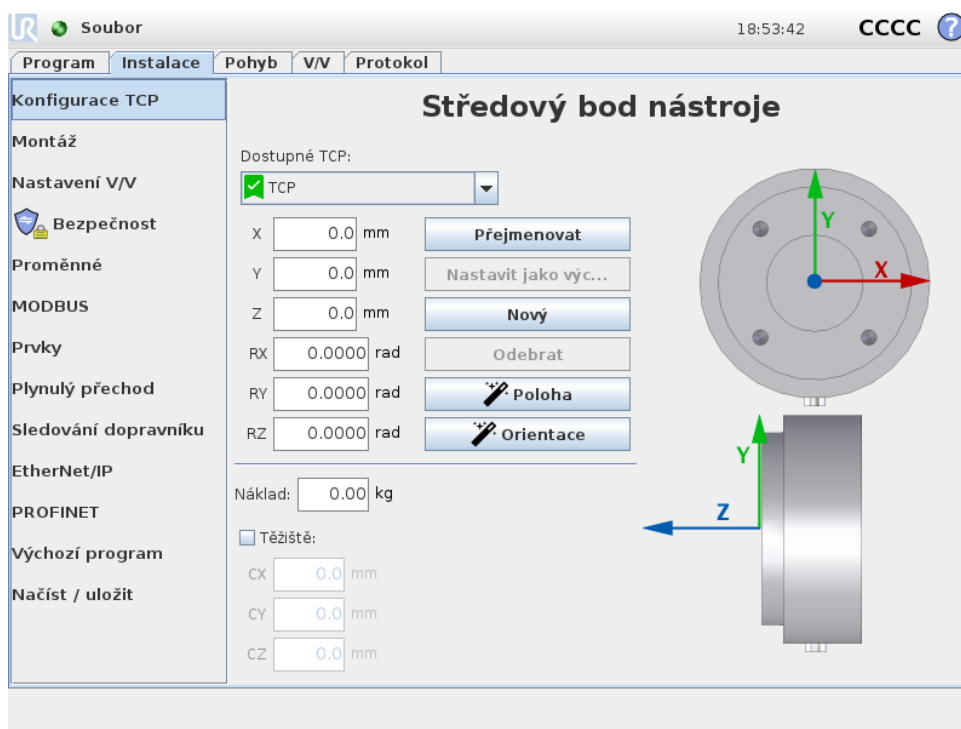 UR Soubor 18:53:42 CCCC ?
Program Instalace Pohyb V/V Protokol
Konfigurace TCP
Montáž
Nastavení V/V
Bezpečnost
Proměnné
MODBUS
Prvky
Plynulý přechod
Sledování dopravníku
EtherNet/IP
PROFINET
Výchozí program
Načíst / uložit
Středový bod nástroje
Dostupné TCP:
TCP
X 0.0 mm Přejmenovat
Y 0.0 mm Nastavit jako výc...
Z 0.0 mm Nový
RX 0.0000 rad Odebrat
RY 0.0000 rad Poloha
RZ 0.0000 rad Orientace
Náklad: 0.00 kg
Těžiště:
CX 0.0 mm
CY 0.0 mm
CZ 0.0 mm
Y
X
Y
Z